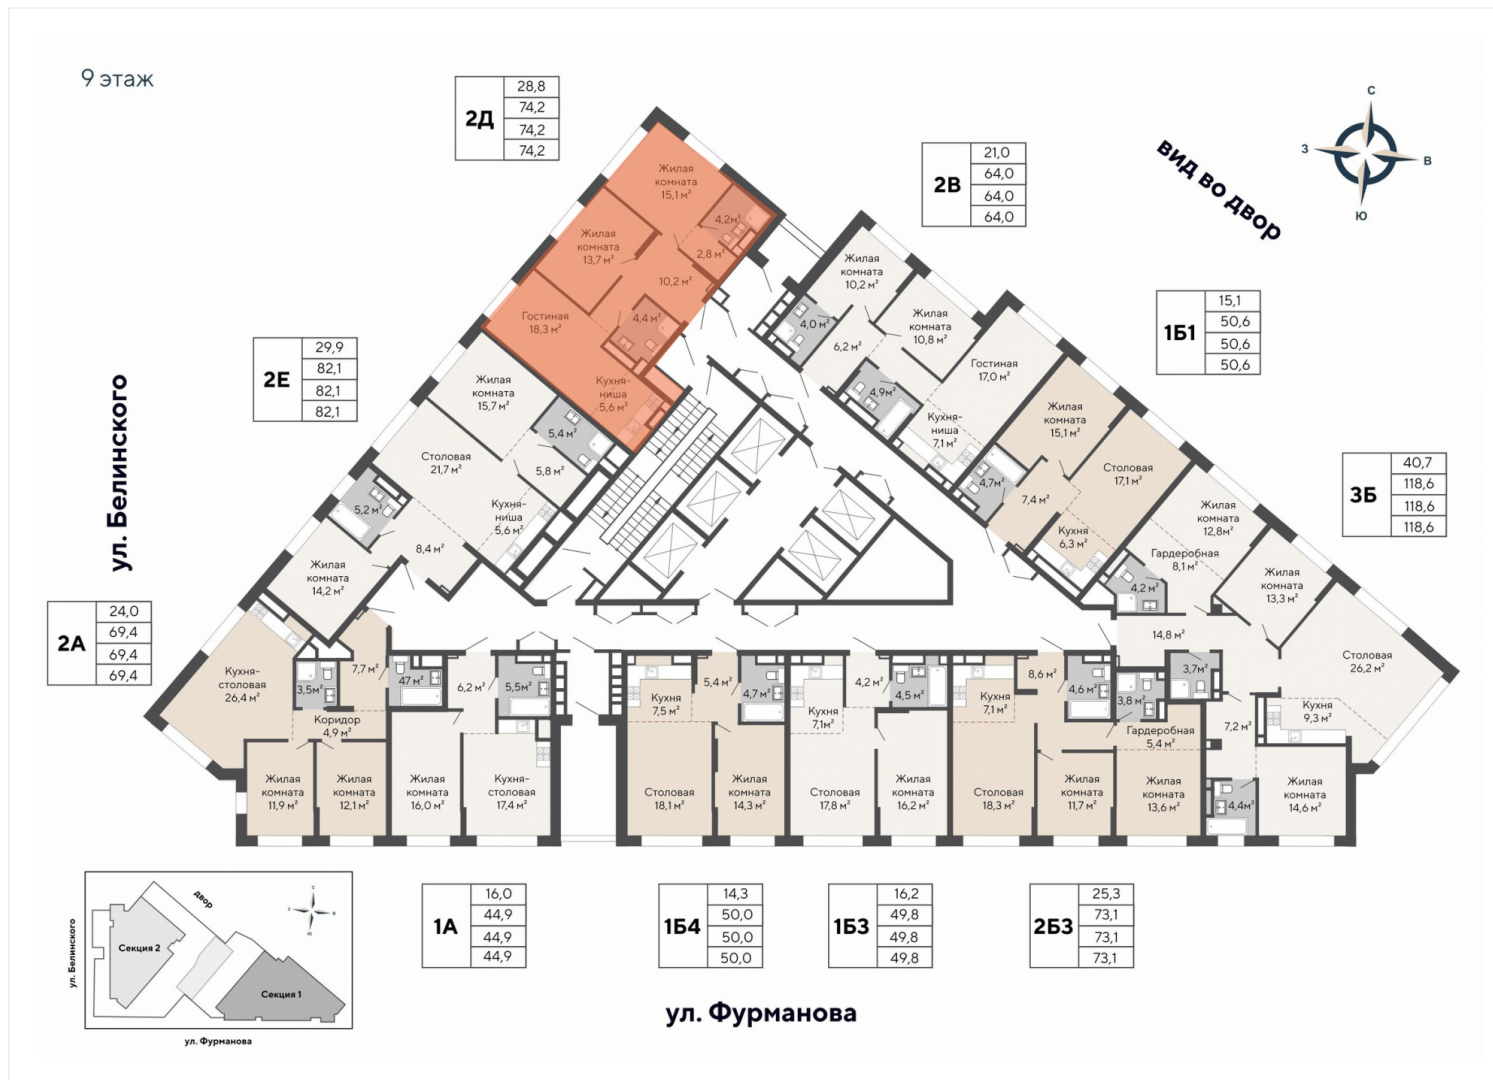 9 этаж
2Д
28,8
74,2
74,2
74,2
2В
21,0
64,0
64,0
64,0
С
З
В
Ю
вид во двор
1Б1
15,1
50,6
50,6
50,6
2Е
29,9
82,1
82,1
82,1
3Б
40,7
118,6
118,6
118,6
2А
24,0
69,4
69,4
69,4
ул. Белинского
Жилая
комната
15,1 м²
4,2м²
2,8 м²
Жилая
комната
13,7 м²
10,2 м²
Гостиная
18,3 м²
4,4 м²
Кухня-
ниша
5,6 м²
Жилая
комната
10,2 м²
4,0 м²
6,2 м²
Жилая
комната
10,8 м²
Гостиная
17,0 м²
4,9м²
Кухня-
ниша
7,1 м²
Жилая
комната
15,1 м²
Столовая
17,1 м²
4,7м²
7,4 м²
Кухня
6,3 м²
Жилая
комната
15,7 м²
5,4 м²
Столовая
21,7 м²
5,8 м²
5,2 м²
Кухня-
ниша
5,6 м²
8,4 м²
Жилая
комната
14,2 м²
Жилая
комната
12,8м²
Гардеробная
8,1 м²
4,2 м²
Жилая
комната
13,3 м²
14,8 м²
Столовая
26,2 м²
3,7м²
Кухня
9,3 м²
7,2 м²
4,4м²
Жилая
комната
14,6 м²
Кухня-
столовая
26,4 м²
3,5м²
7,7 м²
Коридор
4,9 м²
Жилая
комната
11,9 м²
Жилая
комната
12,1 м²
47 м²
6,2 м²
5,5м²
Жилая
комната
16,0 м²
Кухня-
столовая
17,4 м²
Кухня
7,5 м²
5,4 м²
4,7 м²
Столовая
18,1 м²
Жилая
комната
14,3 м²
Кухня
7,1м²
4,2 м²
4,5 м²
Столовая
17,8 м²
Жилая
комната
16,2 м²
Кухня
7,1 м²
8,6 м²
4,6 м²
3,8 м²
Гардеробная
5,4 м²
Столовая
18,3 м²
Жилая
комната
11,7 м²
Жилая
комната
13,6 м²
1А
16,0
44,9
44,9
44,9
1Б4
14,3
50,0
50,0
50,0
1Б3
16,2
49,8
49,8
49,8
2Б3
25,3
73,1
73,1
73,1
ул. Фурманова
двор
С
З
В
Ю
ул. Белинского
Секция 2
Секция 1
ул. Фурманова